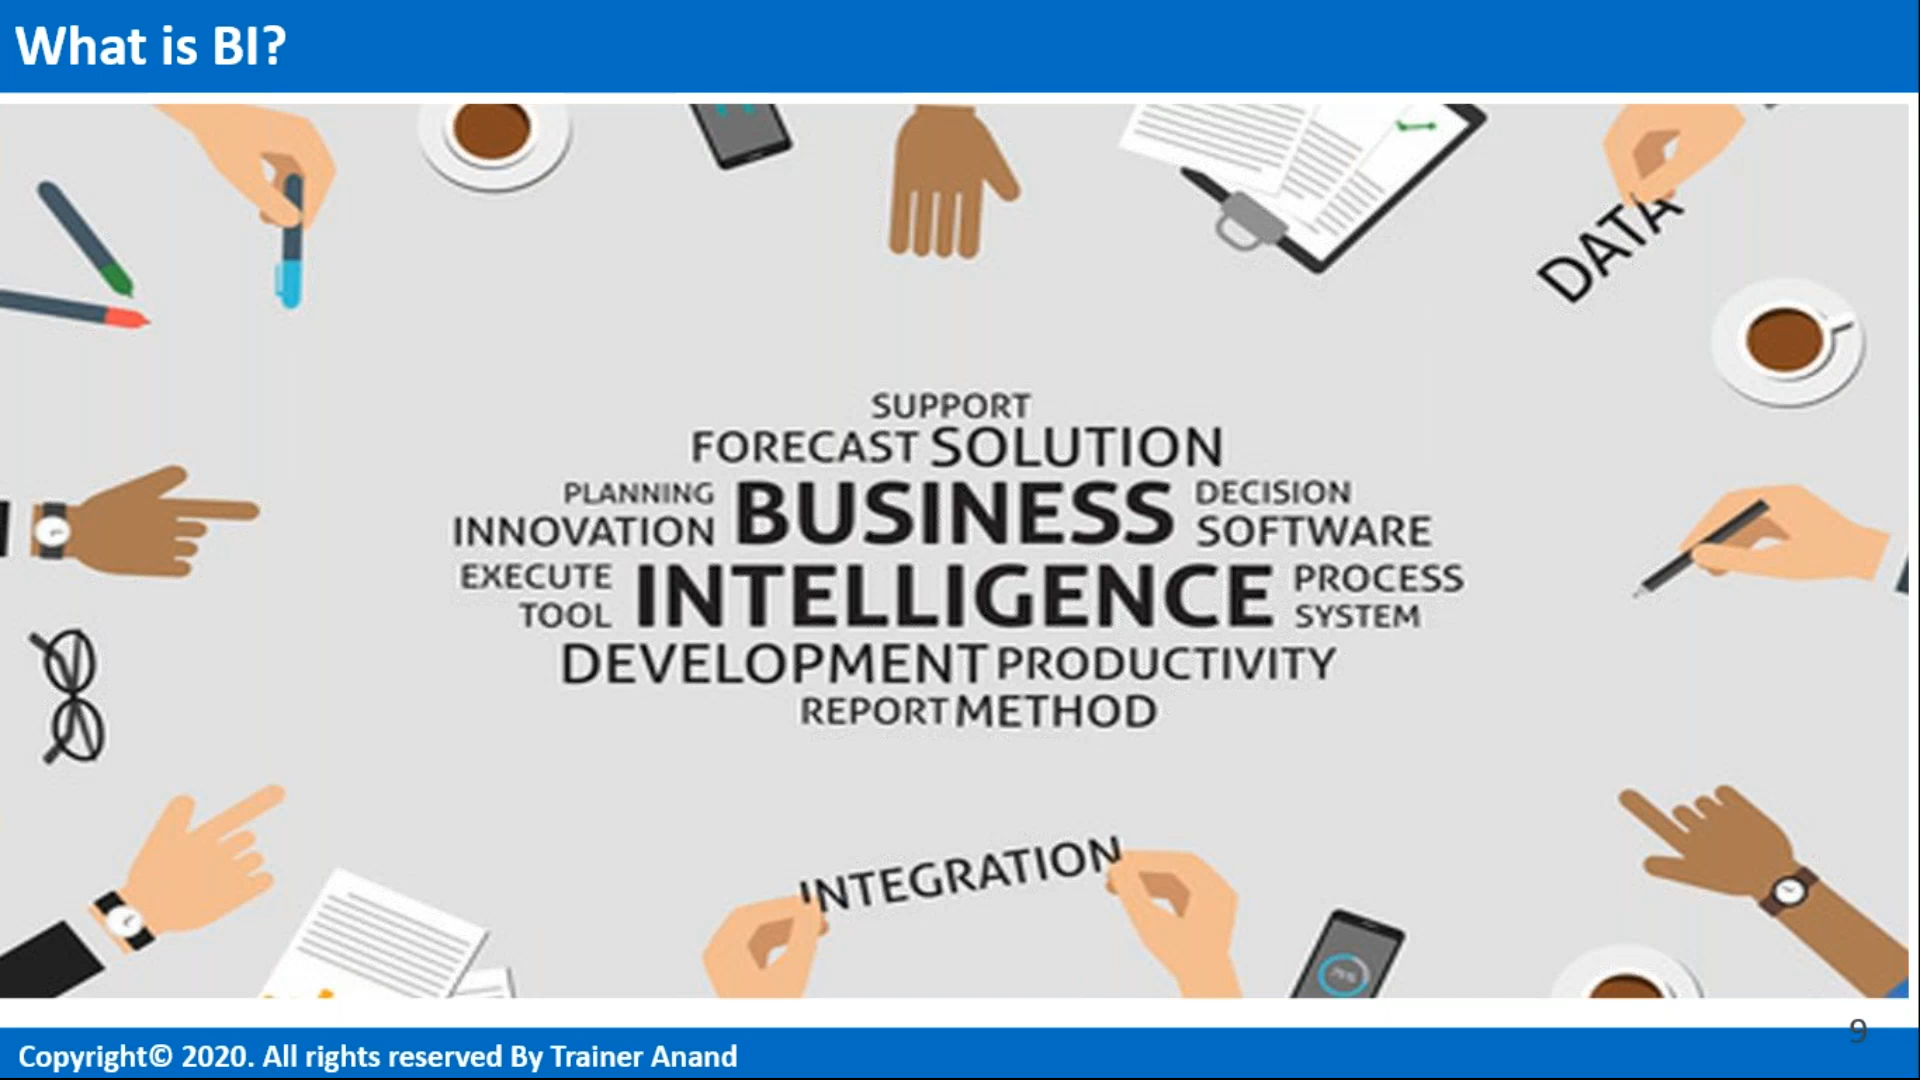 What is BI?
DATA
SUPPORT
FORECAST SOLUTION
PLANNING BUSINESS DECISION
INNOVATION SOFTWARE
EXECUTE INTELLIGENCE PROCESS
TOOL SYSTEM
DEVELOPMENT PRODUCTIVITY
REPORT METHOD
INTEGRATION
9
Copyright© 2020. All rights reserved By Trainer Anand